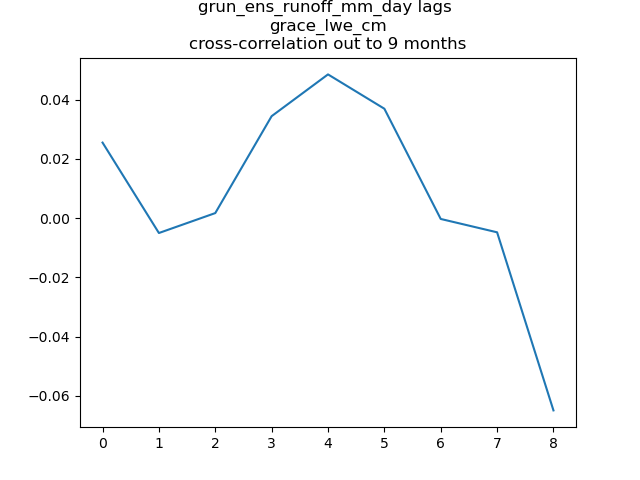 grun_ens_runoff_mm_day lags
grace_lwe_cm
cross-correlation out to 9 months
0.04
0.02
0.00
−0.02
−0.04
−0.06
0 1 2 3 4 5 6 7 8